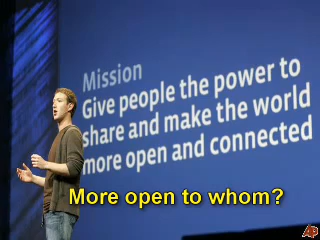 Mission
Give people the power to
share and make the world
more open and connected
More open to whom?